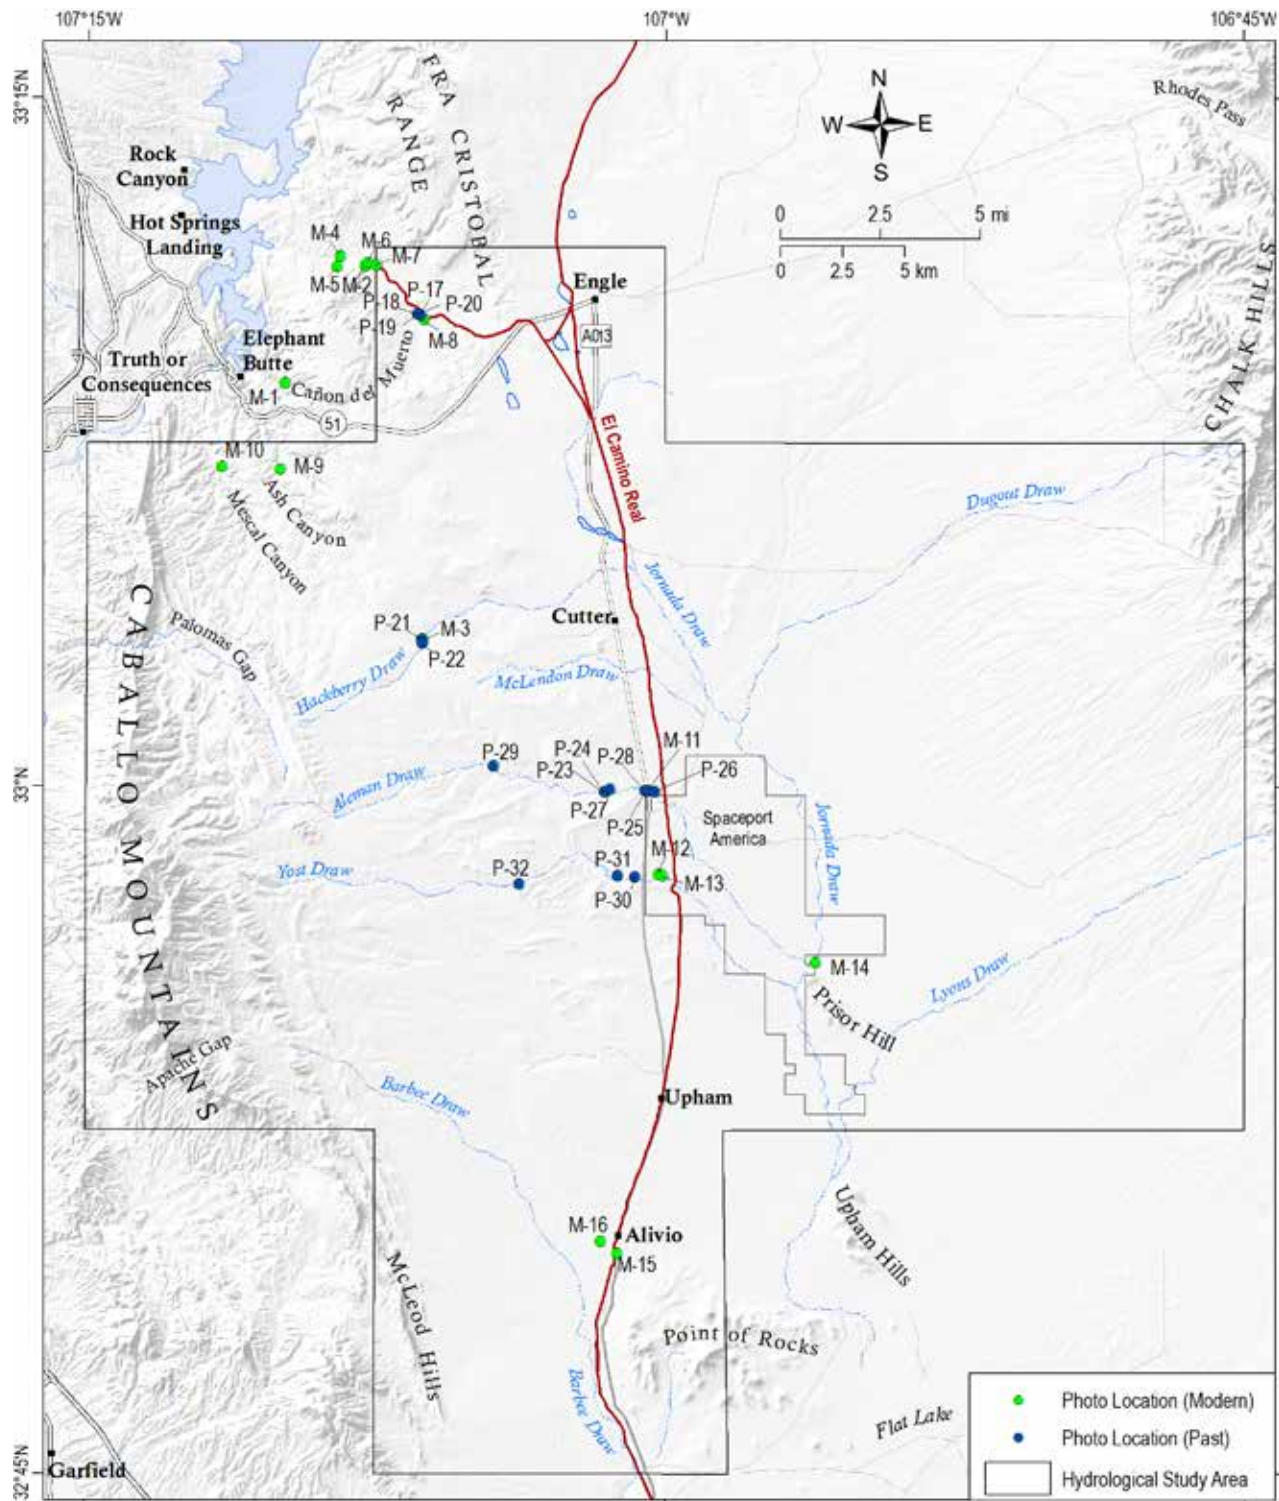 107°15'W
107°W
106°45'W
33°15'N
33°N
32°45'N
FRA CRISTOBAL
RANGE
N
W
E
S
Rhodes Pass
0 2.5 5 mi
0 2.5 5 km
Rock
Canyon
Hot Springs
Landing
M-4
M-6
M-7
M-5
M-2
P-17
P-18
P-20
P-19
M-8
Engle
A013
CHALK HILLS
Elephant
Butte
Truth or
Consequences
M-1
Cañon del Muerto
51
El Camino Real
M-10
M-9
Ash Canyon
Mescal Canyon
Dugout Draw
CABALLO MOUNTAINS
Palomas Gap
Jornada Draw
Cutter
P-21
M-3
P-22
Hackberry Draw
McLendon Draw
M-11
P-29
P-24
P-28
P-26
P-23
P-27
P-25
Aleman Draw
Spaceport
America
Jornada Draw
Yost Draw
P-32
P-31
M-12
P-30
M-13
M-14
Lyons Draw
Prisor Hill
Apache Gap
Barbee Draw
Upham
Upham Hills
M-16
Alivio
M-15
McLeod Hills
Point of Rocks
Barbee Draw
Flat Lake
Garfield
Photo Location (Modern)
Photo Location (Past)
Hydrological Study Area